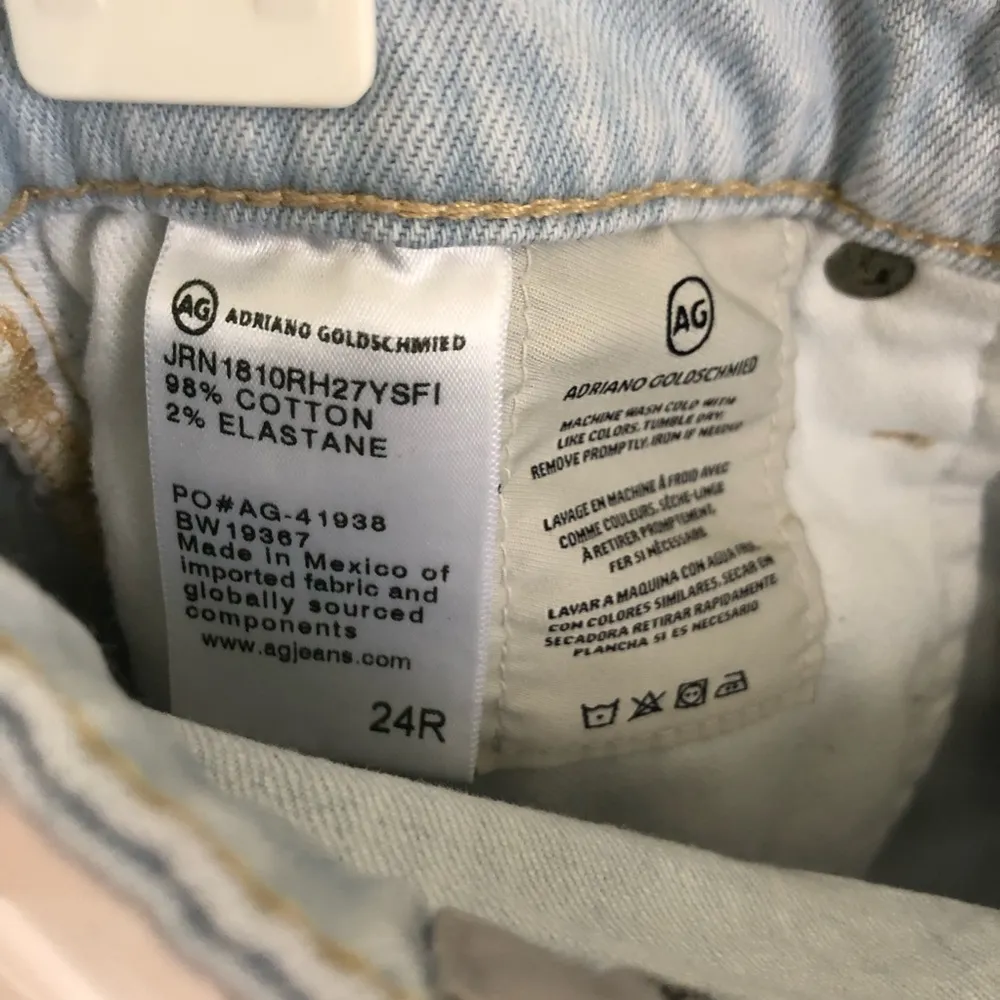 AG ADRIANO GOLDSCHMIED
JRN1810RH27YSFI
98% COTTON
2% ELASTANE
PO#AG-41938
BW19367
Made in Mexico of
imported fabric and
globally sourced
components
www.agjeans.com
24R
AG
ADRIANO GOLDSCHMIED
MACHINE WASH COLD WITH
LIKE COLORS. TUMBLE DRY.
REMOVE PROMPTLY. IRON IF NEEDED
LAVAGE EN MACHINE À FROID AVEC
COMME COULEURS. SÈCHE-LINGE
À RETIRER PROMPTEMENT.
FER SI NÉCESSAIRE
LAVAR A MAQUINA CON AGUA FRIA
CON COLORES SIMILARES. SECAR EN
SECADORA RETIRAR RAPIDAMENTE
PLANCHA SI ES NECESARIO